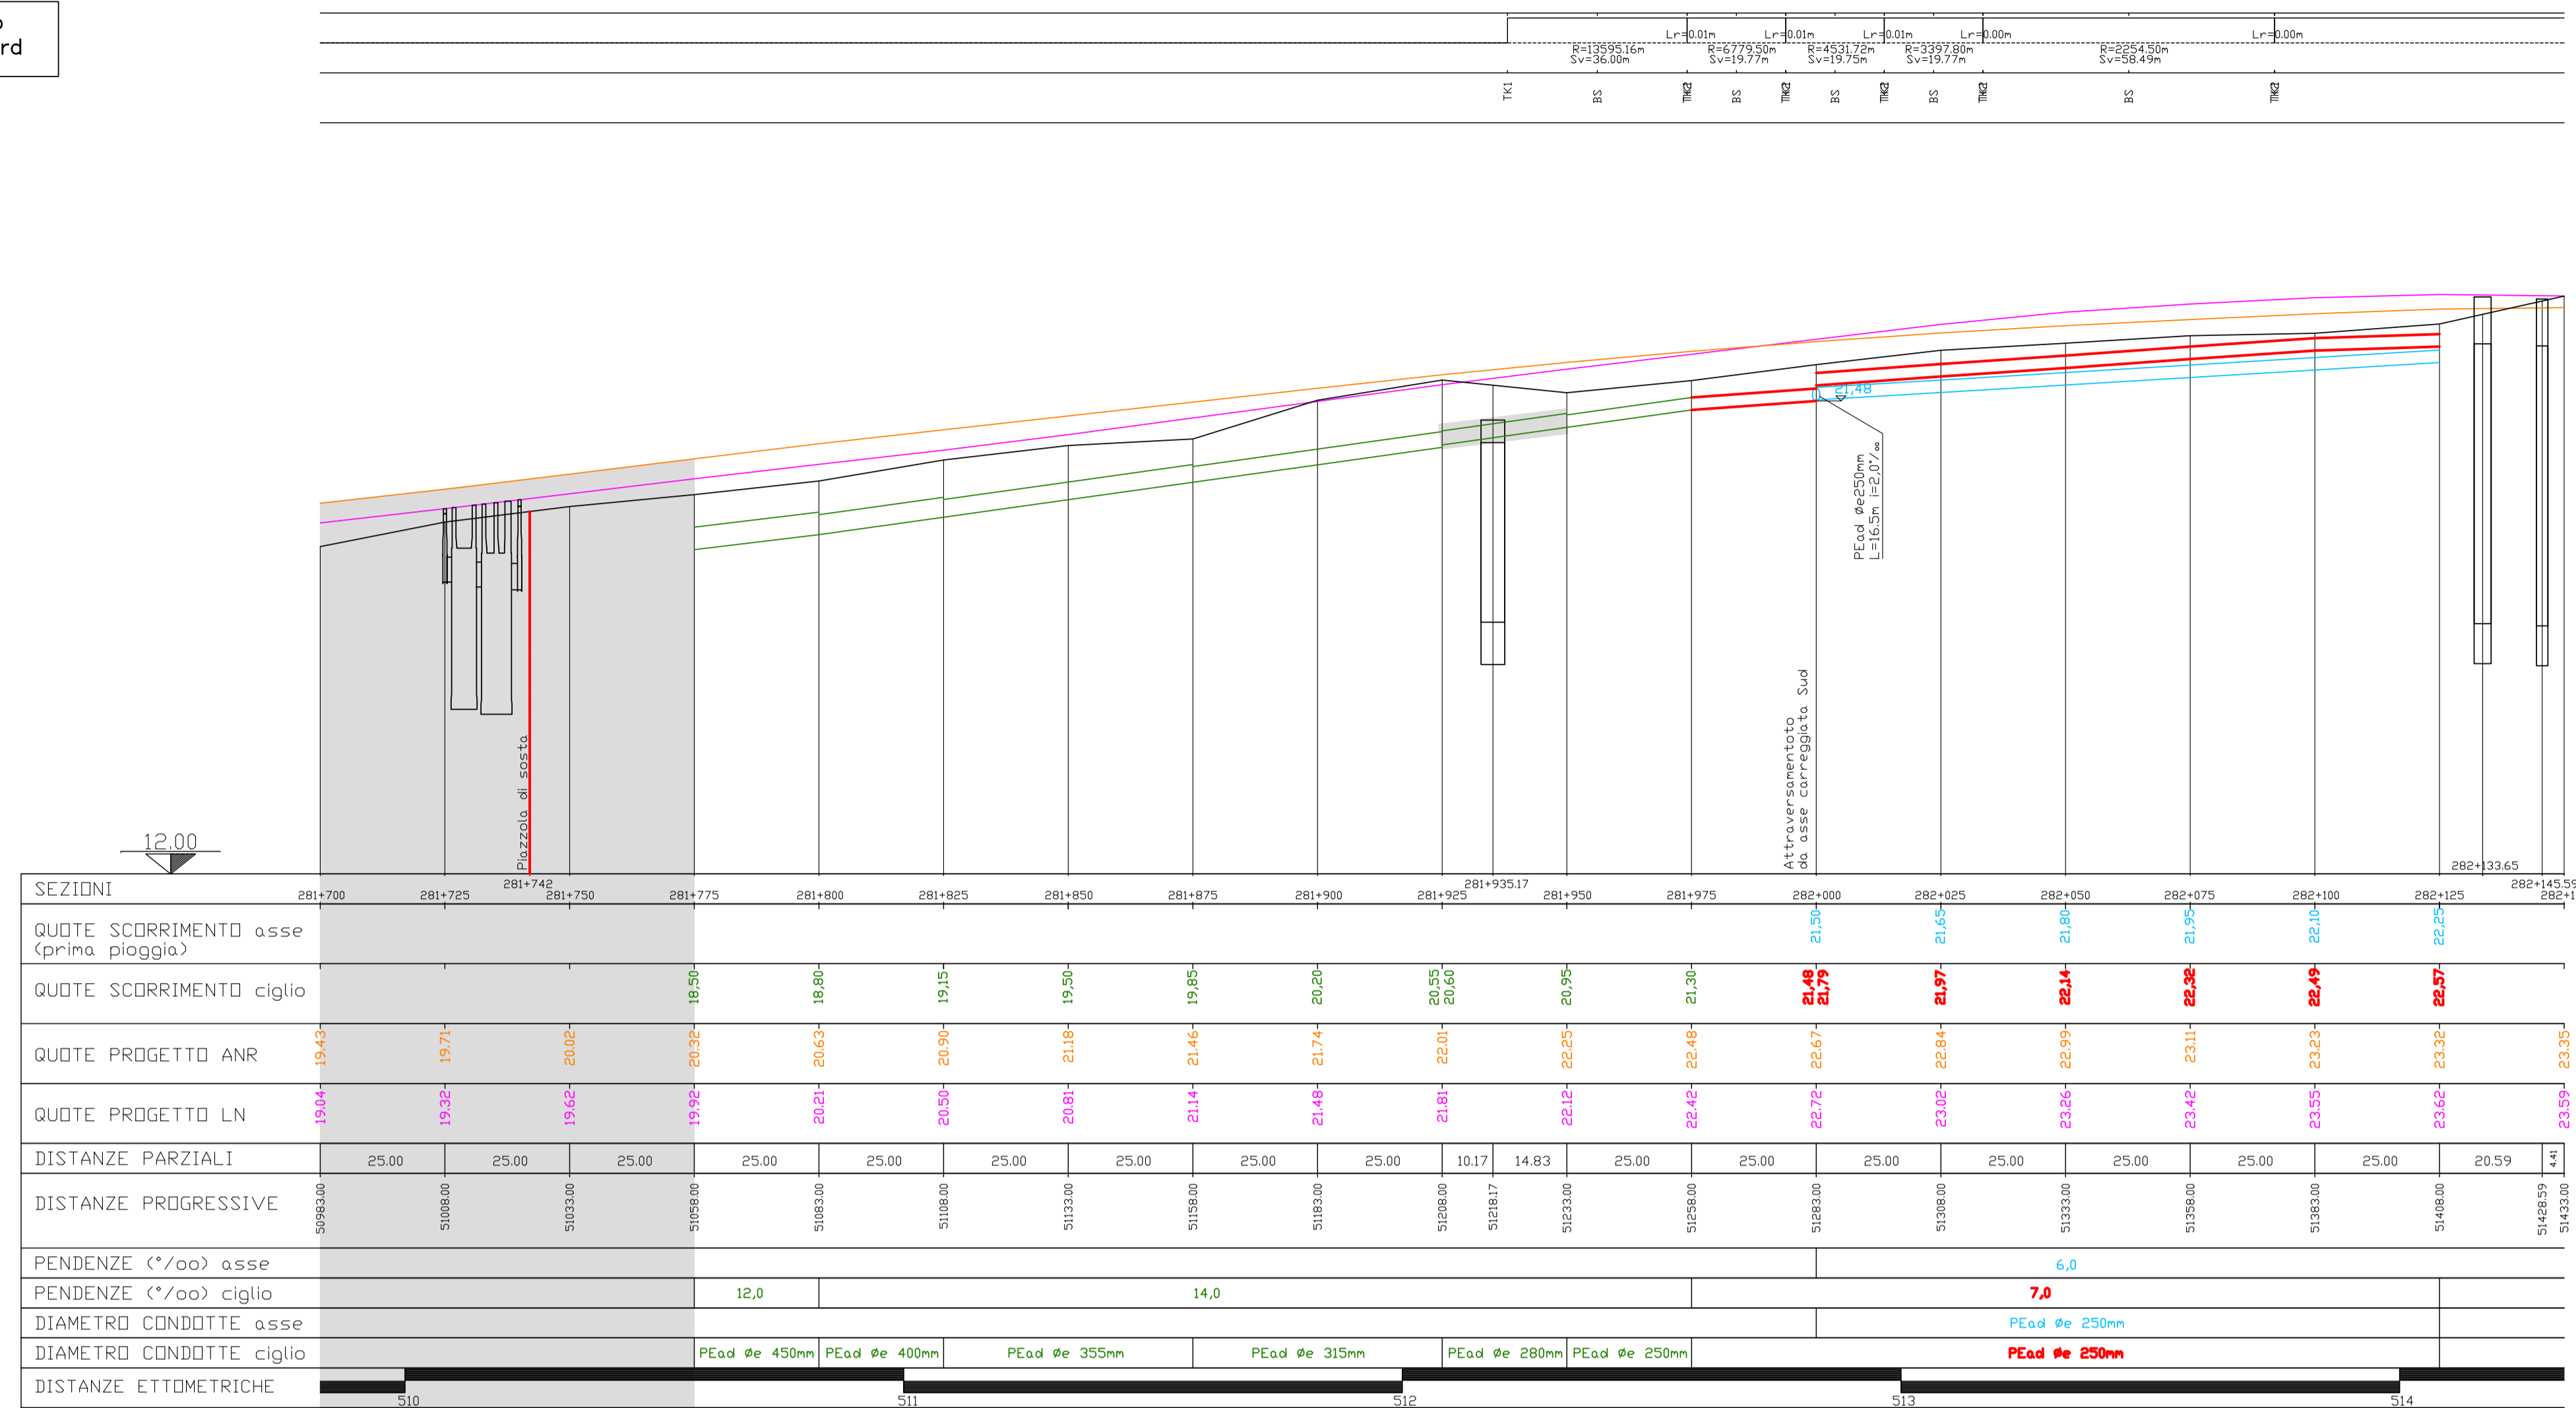 rd
Lr=0.01m Lr=0.01m Lr=0.01m Lr=0.00m Lr=0.00m
R=13595.16m R=6779.50m R=4531.72m R=3397.80m R=2254.50m
Sv=36.00m Sv=19.77m Sv=19.75m Sv=19.77m Sv=58.49m
TK1 BS BS BS BS BS
21,48
PEad Øe250mm
L=16.5m i=2,0°/oo
Piazzola di sosta
Attraversamentoto
da asse carreggiata Sud
12.00
SEZIONI
281+700 281+725 281+742 281+750 281+775 281+800 281+825 281+850 281+875 281+900 281+925 281+935.17 281+950 281+975 282+000 282+025 282+050 282+075 282+100 282+125 282+133.65 282+145.59 282+1
QUOTE SCORRIMENTO asse
(prima pioggia)
21,50 21,65 21,80 21,95 22,10 22,25
QUOTE SCORRIMENTO ciglio
18,50 18,80 19,15 19,50 19,85 20,20 20,55 20,60 20,95 21,30 21,48 21,79 21,97 22,14 22,32 22,49 22,57
QUOTE PROGETTO ANR
19.43 19.71 20.02 20.32 20.63 20.90 21.18 21.46 21.74 22.01 22.25 22.48 22.67 22.84 22.99 23.11 23.23 23.32 23.35
QUOTE PROGETTO LN
19.04 19.32 19.62 19.92 20.21 20.50 20.81 21.14 21.48 21.81 22.12 22.42 22.72 23.02 23.26 23.42 23.55 23.62 23.59
DISTANZE PARZIALI
25.00 25.00 25.00 25.00 25.00 25.00 25.00 25.00 25.00 10.17 14.83 25.00 25.00 25.00 25.00 25.00 25.00 25.00 20.59 4.41
DISTANZE PROGRESSIVE
50983.00 51008.00 51033.00 51058.00 51083.00 51108.00 51133.00 51158.00 51183.00 51208.00 51218.17 51233.00 51258.00 51283.00 51308.00 51333.00 51358.00 51383.00 51408.00 51428.59 51433.00
PENDENZE (°/oo) asse
6,0
PENDENZE (°/oo) ciglio
12,0 14,0 7,0
DIAMETRO CONDOTTE asse
PEad Øe 250mm
DIAMETRO CONDOTTE ciglio
PEad Øe 450mm PEad Øe 400mm PEad Øe 355mm PEad Øe 315mm PEad Øe 280mm PEad Øe 250mm PEad Øe 250mm
DISTANZE ETTOMETRICHE
510 511 512 513 514